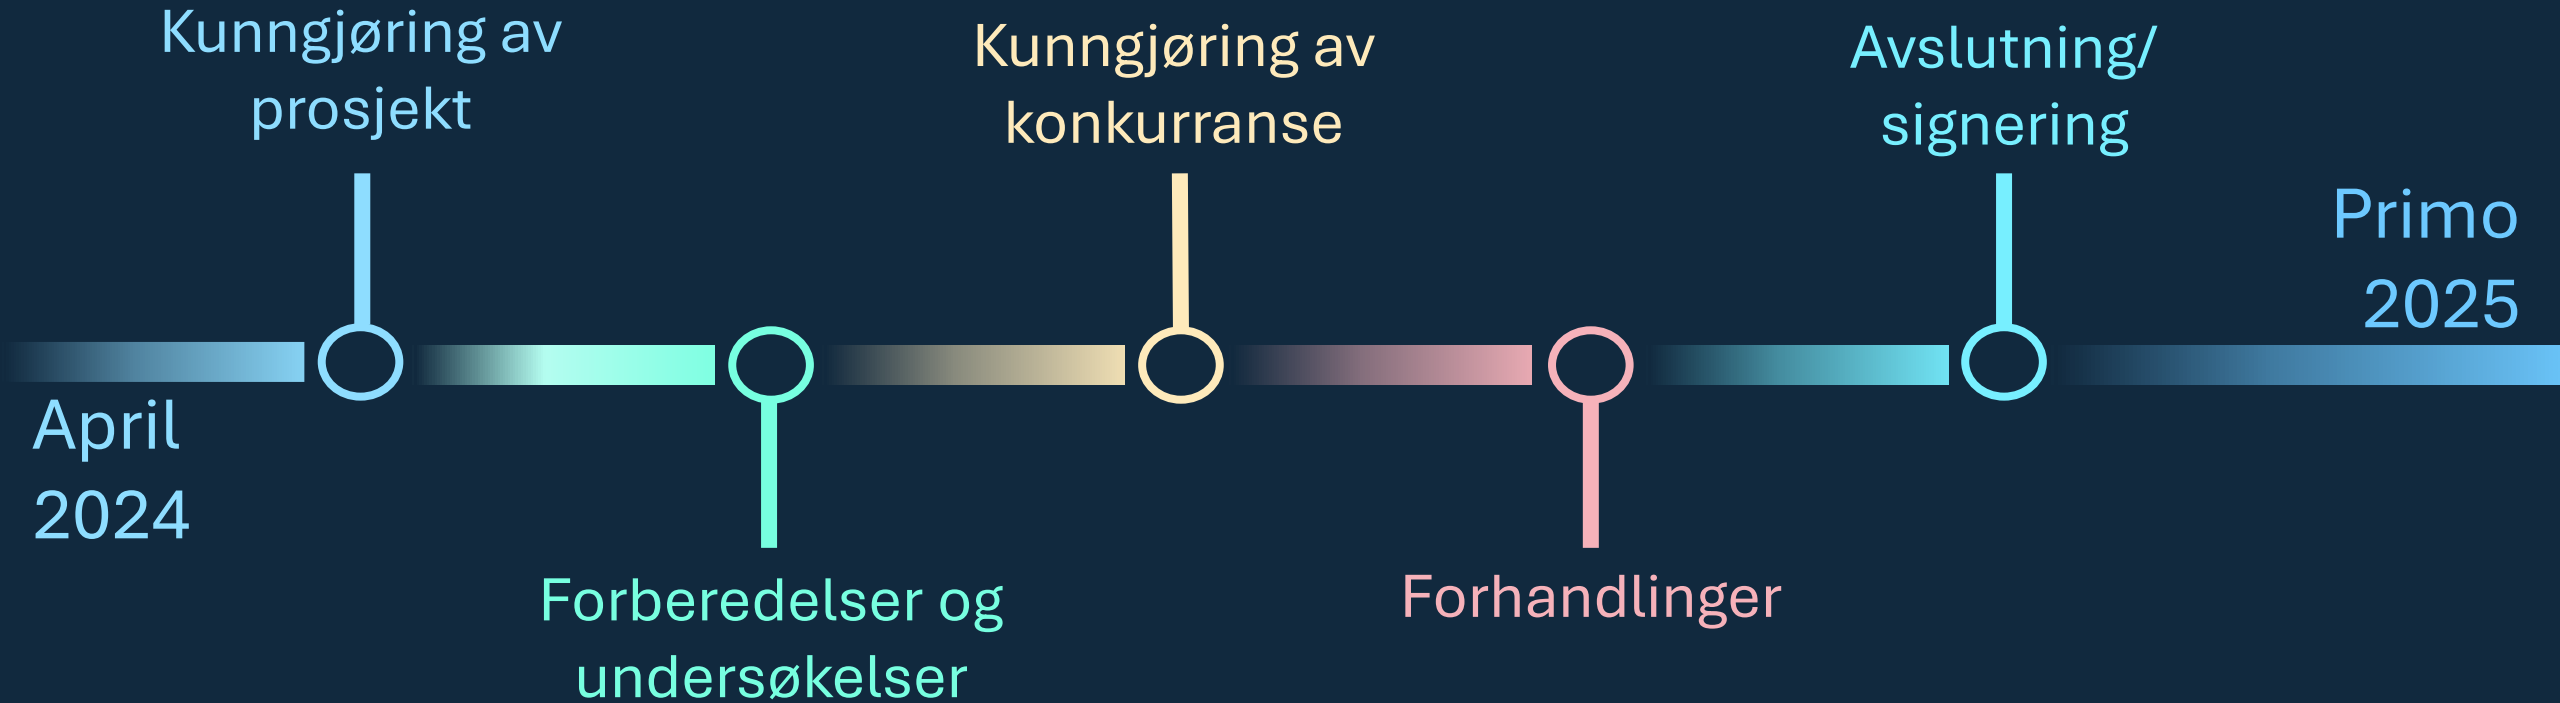 Kunngjøring av
prosjekt
Kunngjøring av
konkurranse
Avslutning/
signering
Primo
2025
April
2024
Forberedelser og
undersøkelser
Forhandlinger